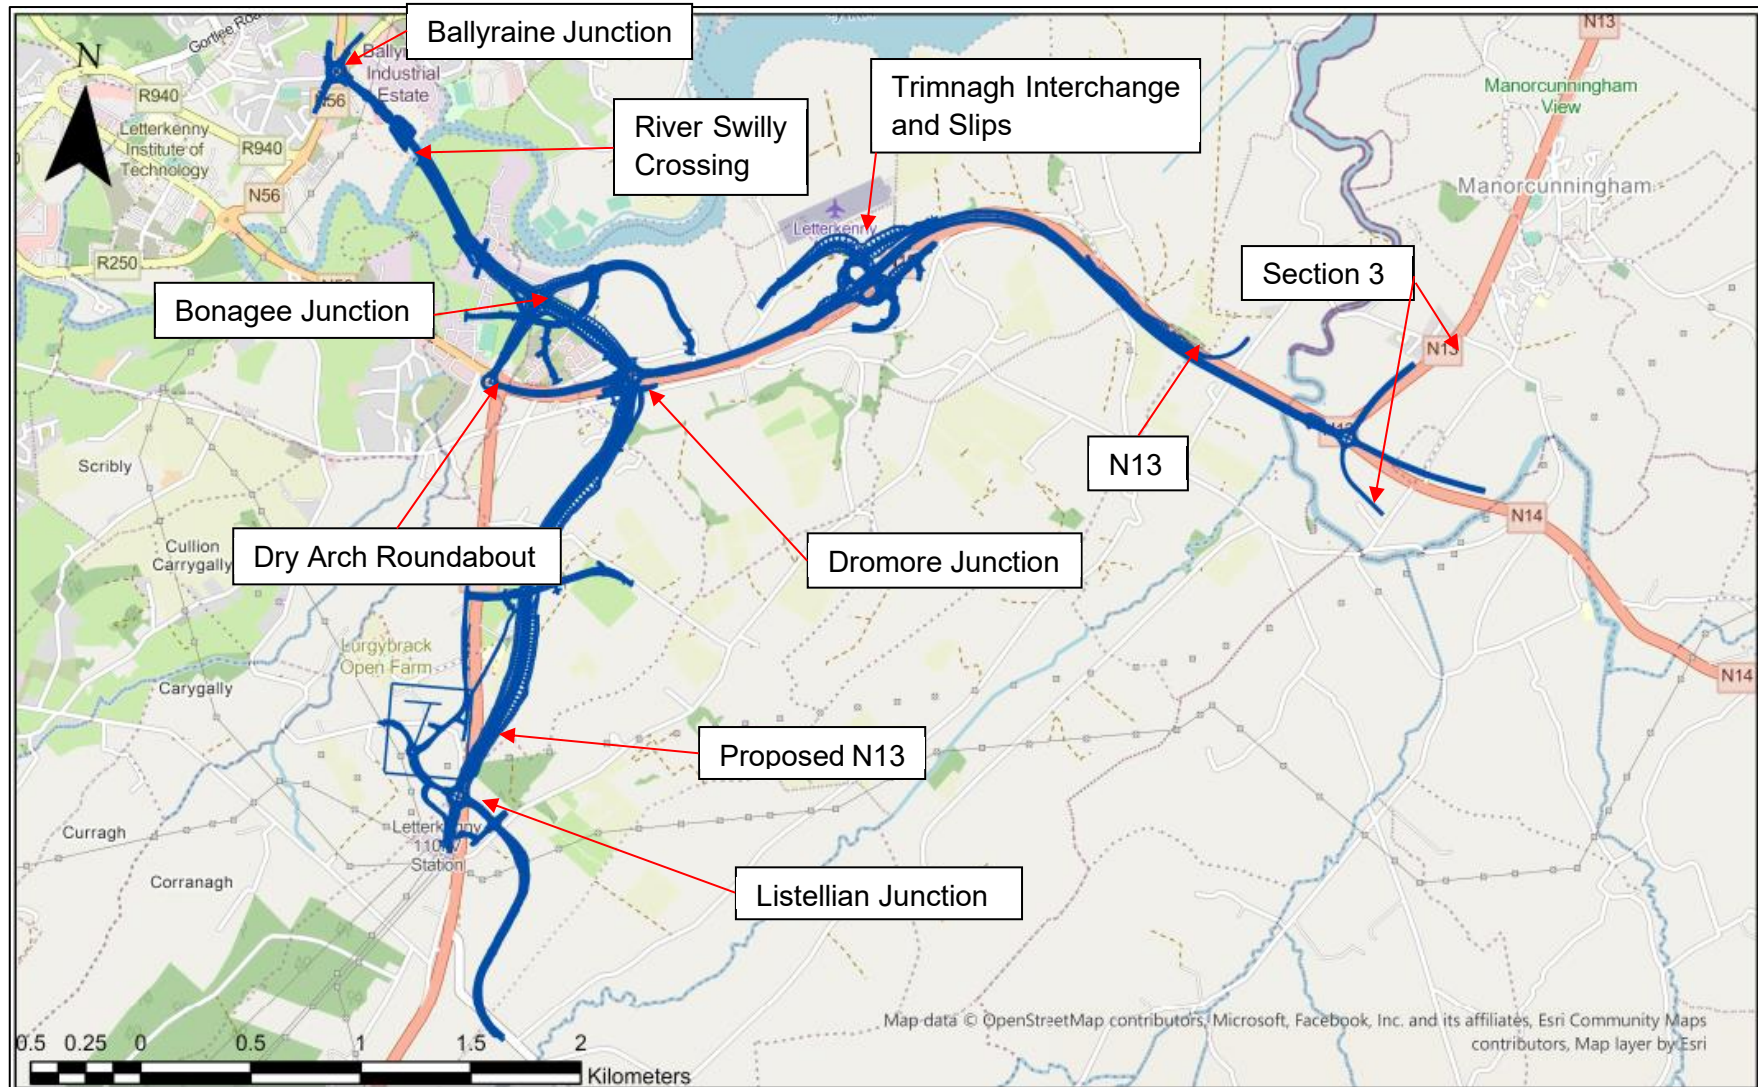 Gortlee Road
Ballyraine Junction
N13
N
Industrial
Estate
R940
N56
Trimnagh Interchange
and Slips
Manorcunningham
View
River Swilly
Crossing
Letterkenny
Institute of
Technology
R940
N56
Manorcunningham
Letterkenny
R250
Section 3
Bonagee Junction
N13
N13
Scribly
N14
Dry Arch Roundabout
Dromore Junction
Cullion
Carrygally
Lurgybrack
Open Farm
Carygally
N14
Proposed N13
Curragh
Letterkenny
110kV
Station
Corranagh
Listellian Junction
Map data © OpenStreetMap contributors, Microsoft, Facebook, Inc. and its affiliates, Esri Community Maps
contributors, Map layer by Esri
0.5 0.25 0 0.5 1 1.5 2
Kilometers